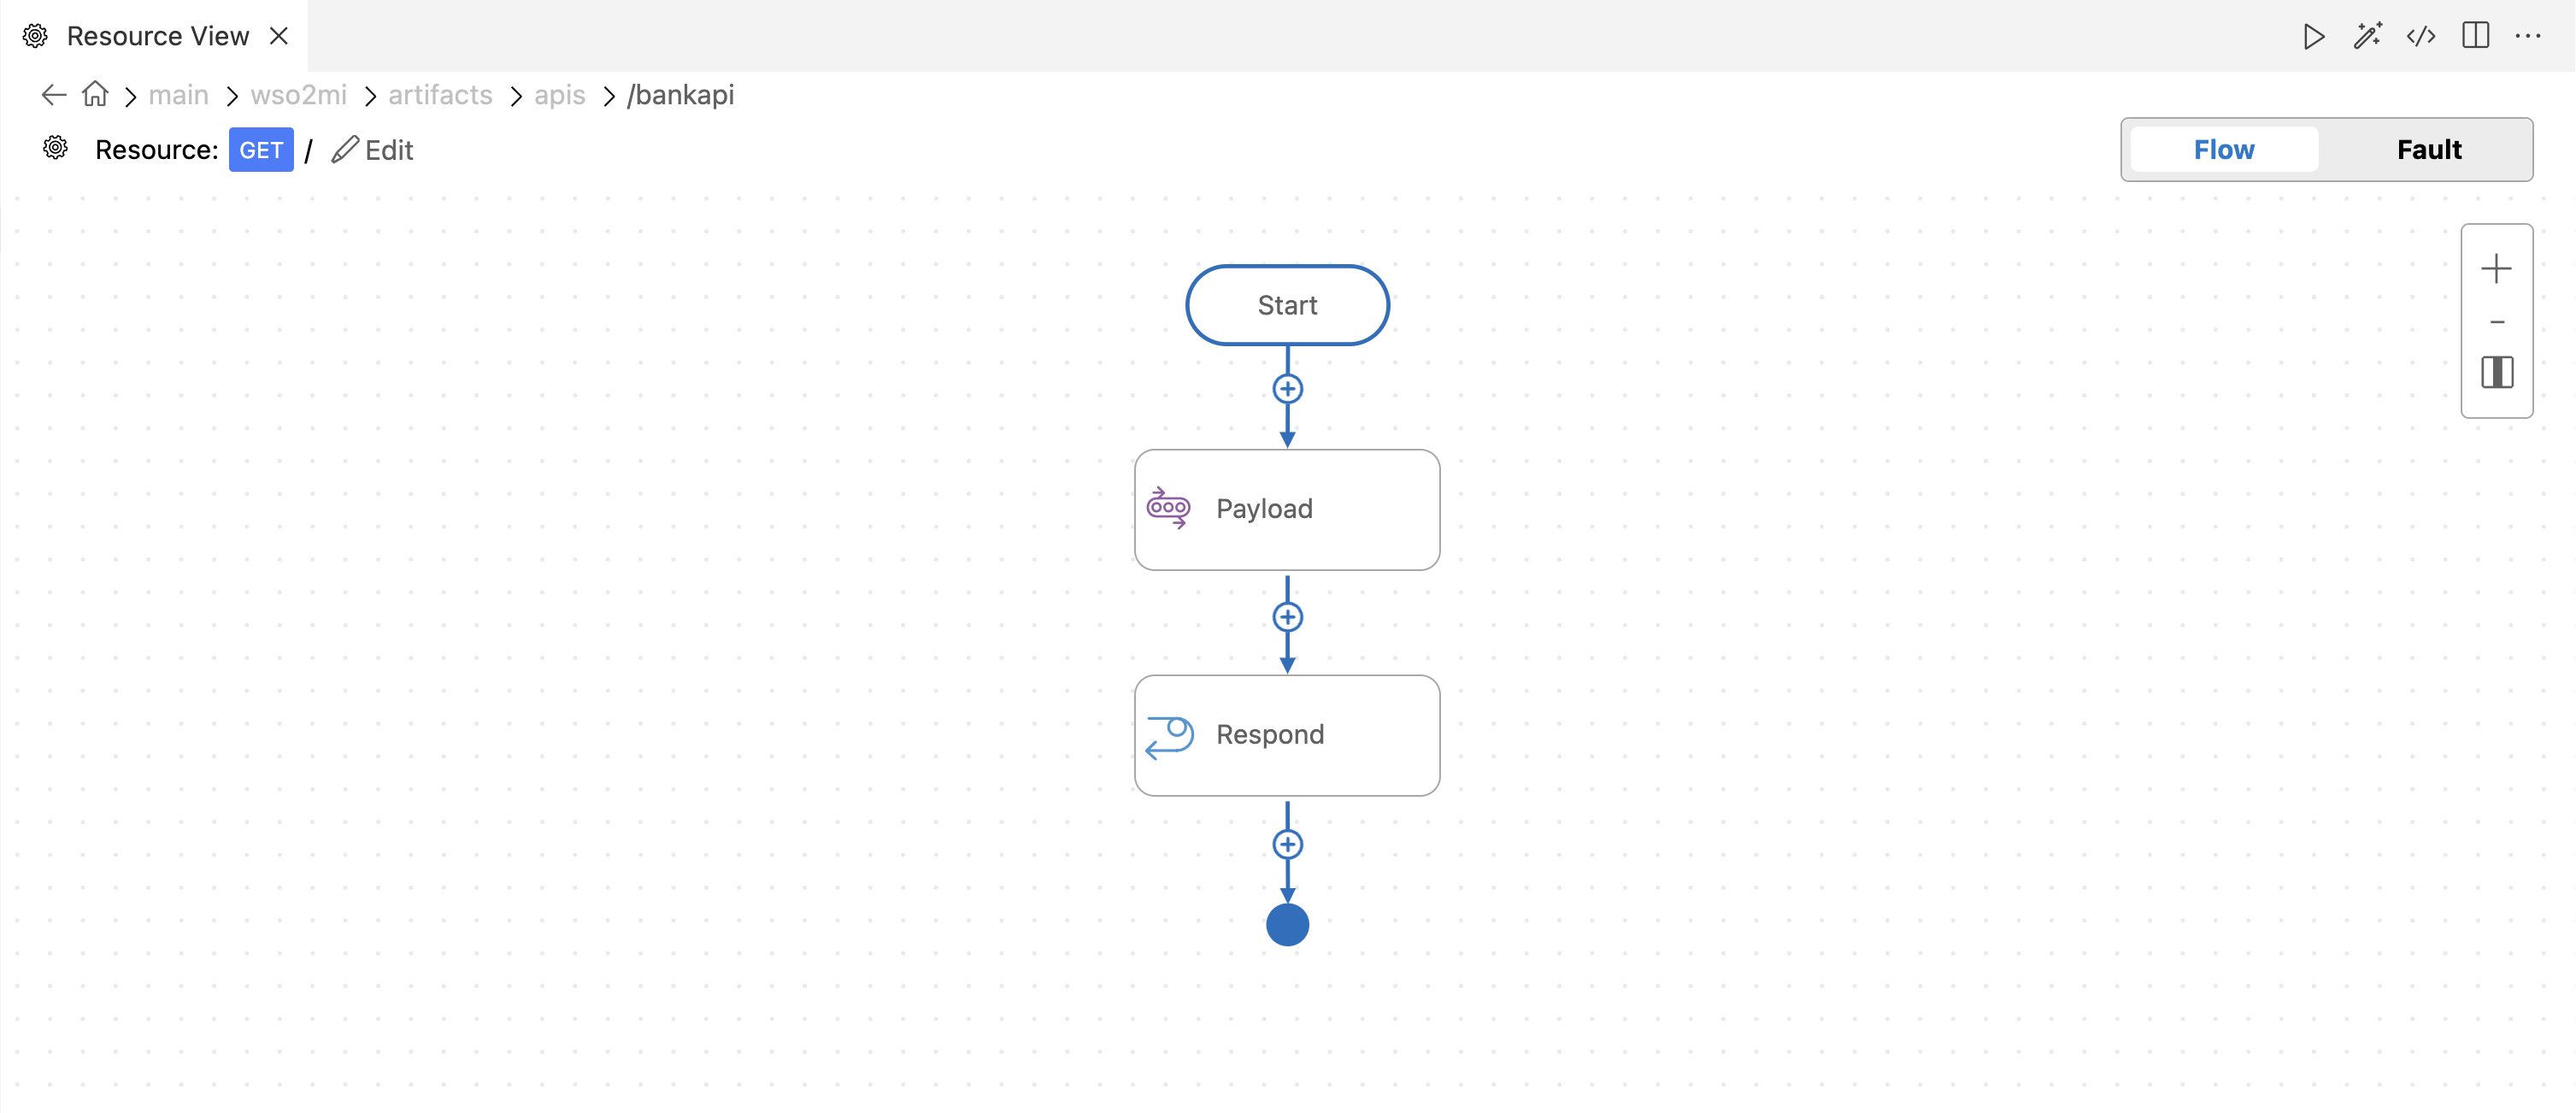 Resource View
main > wso2mi > artifacts > apis > /bankapi
Resource: GET / Edit
Flow Fault
Start
Payload
Respond